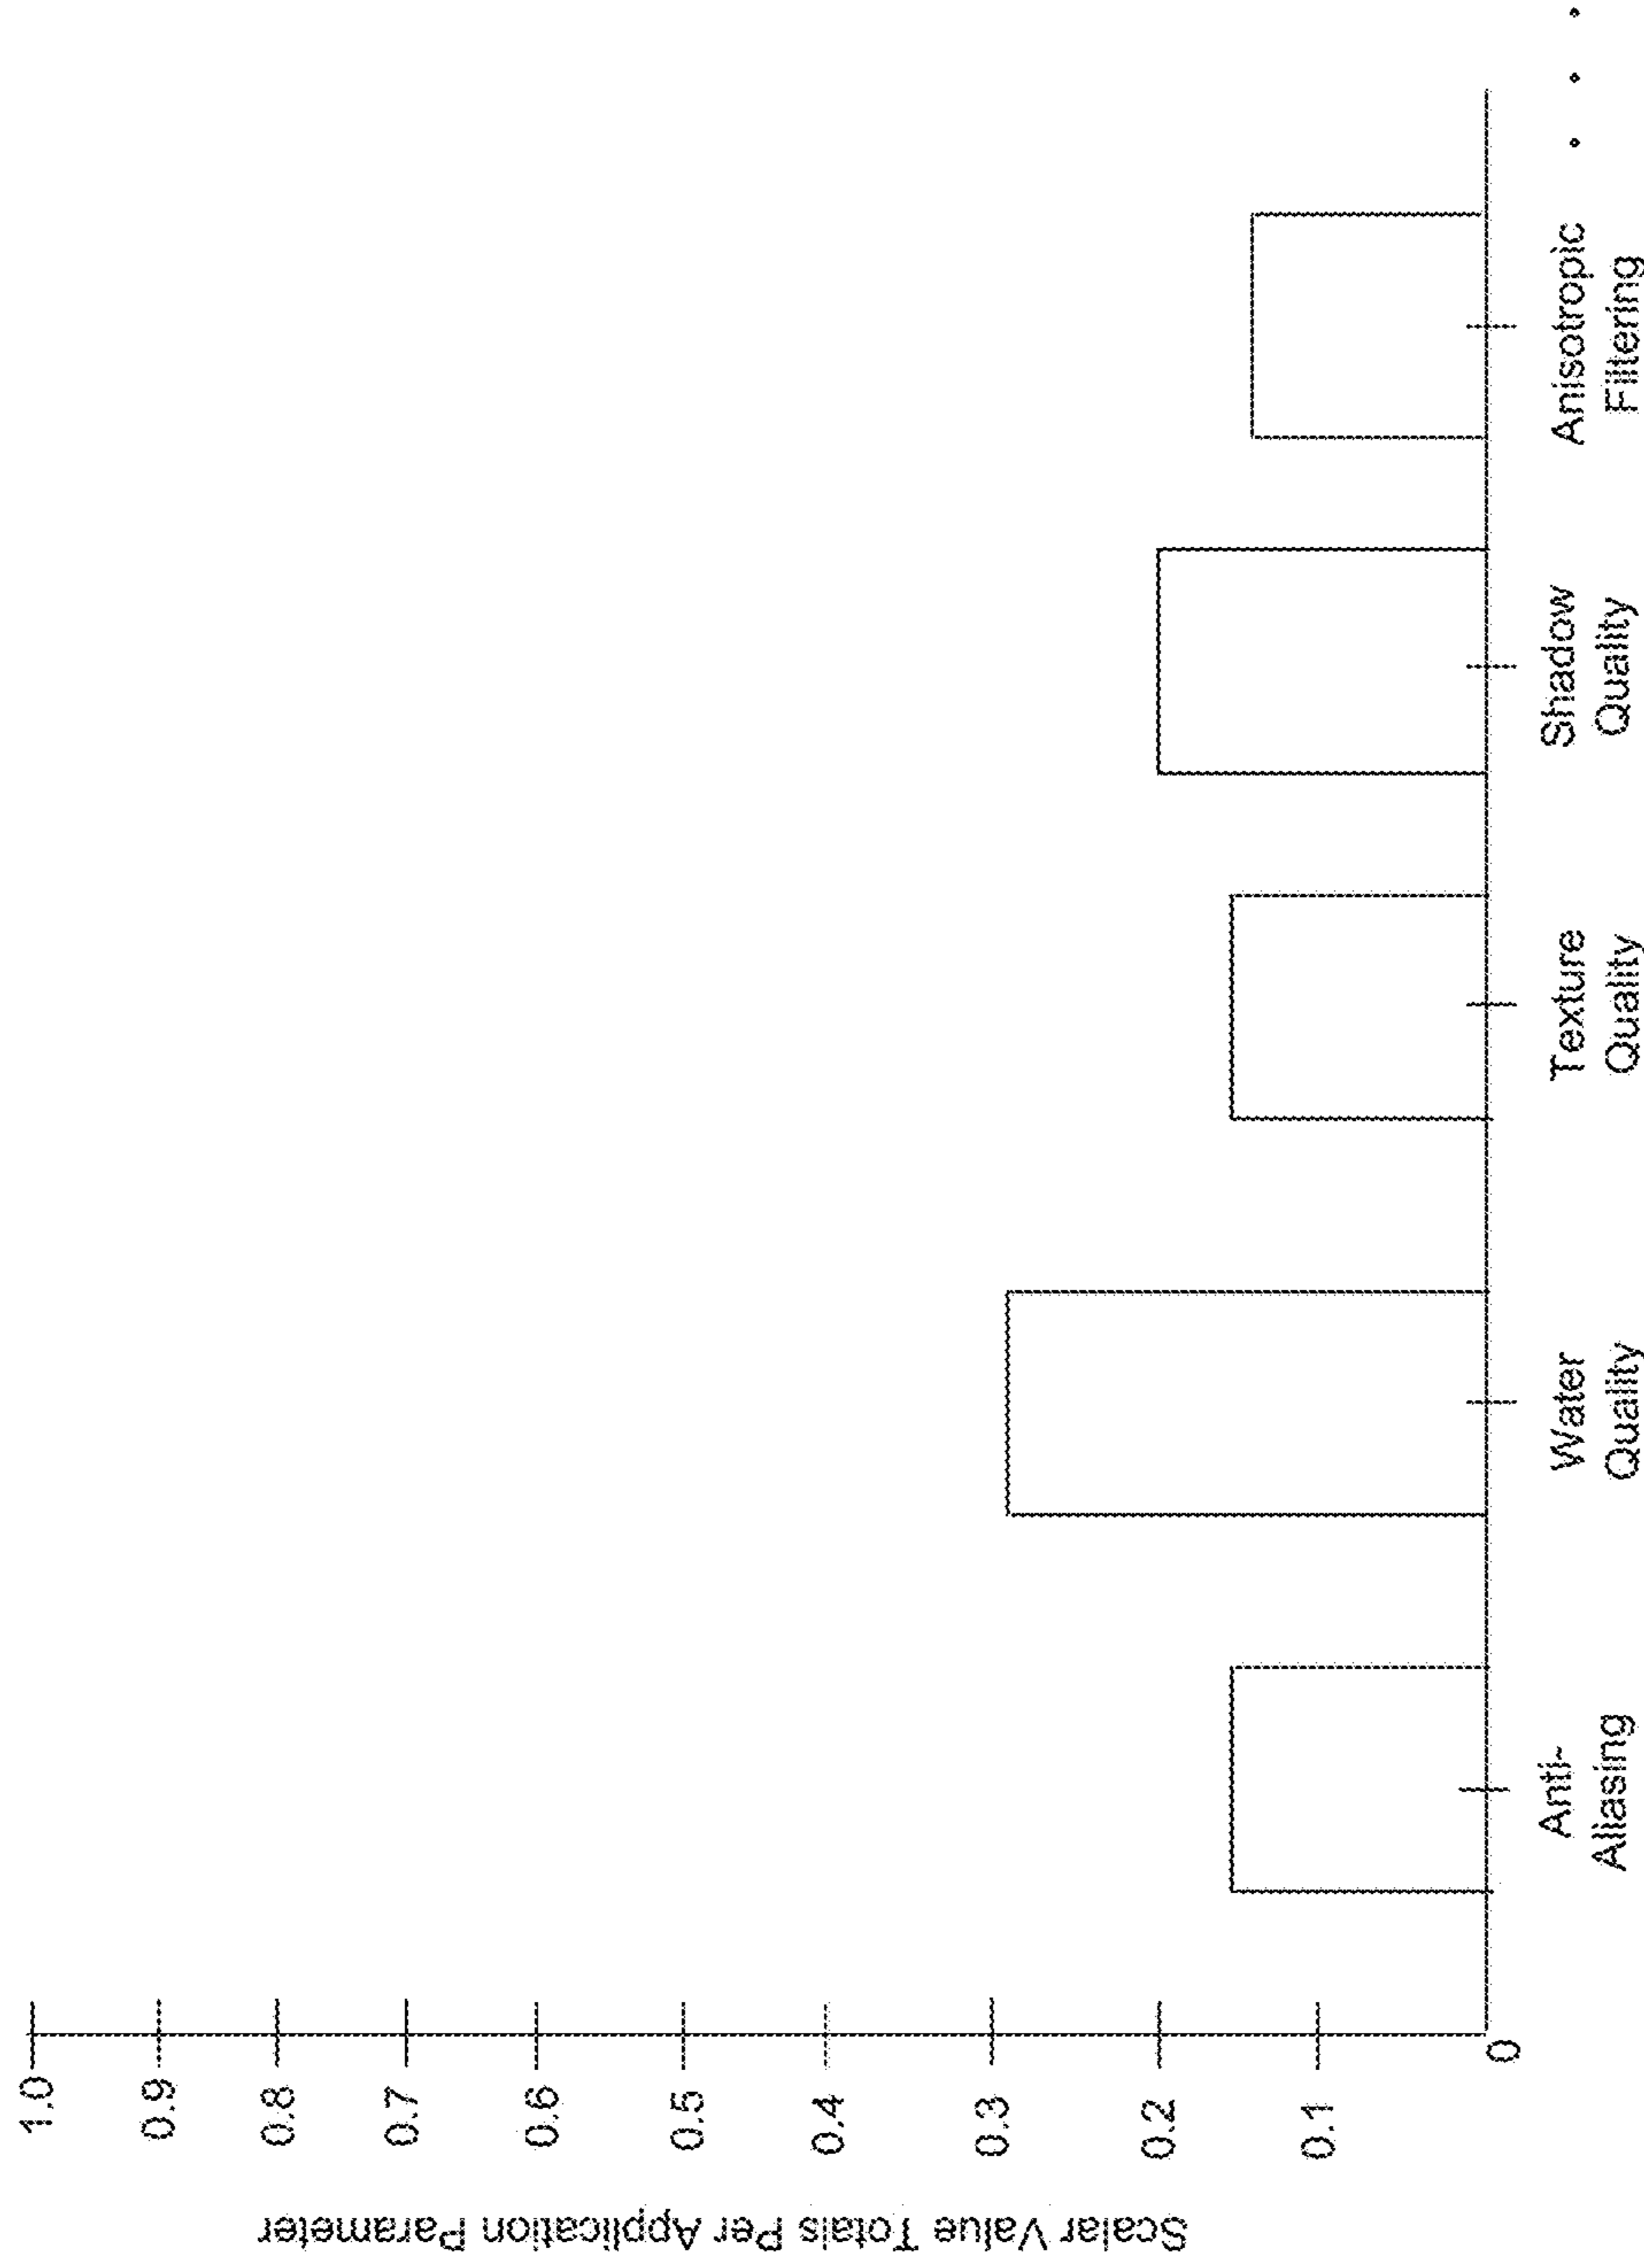 Scalar Value Totals Per Application Parameter
1.0
0.9
0.8
0.7
0.6
0.5
0.4
0.3
0.2
0.1
0
Anti-
Aliasing
Water
Quality
Texture
Quality
Shadow
Quality
Anisotropic
Filtering